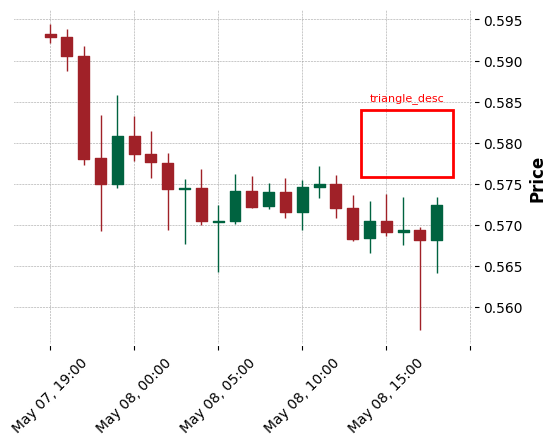 0.595
0.590
triangle_desc
0.585
0.580
0.575
0.570
0.565
0.560
Price
May 07, 19:00
May 08, 00:00
May 08, 05:00
May 08, 10:00
May 08, 15:00